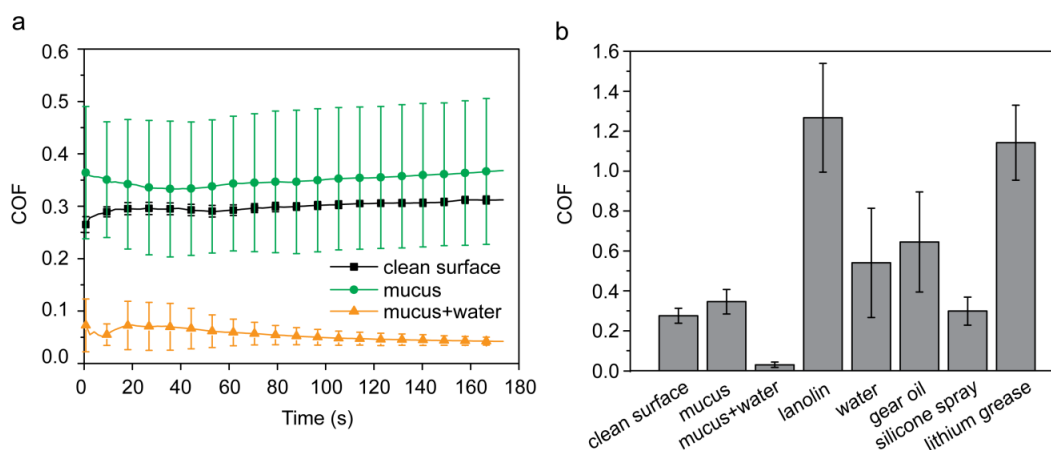 a
0.6
0.5
0.4
0.3
0.2
0.1
0.0
COF
clean surface
mucus
mucus+water
0 20 40 60 80 100 120 140 160 180
Time (s)
b
1.6
1.4
1.2
1.0
0.8
0.6
0.4
0.2
0.0
COF
clean surface
mucus
mucus+water
lanolin
water
gear oil
silicone spray
lithium grease